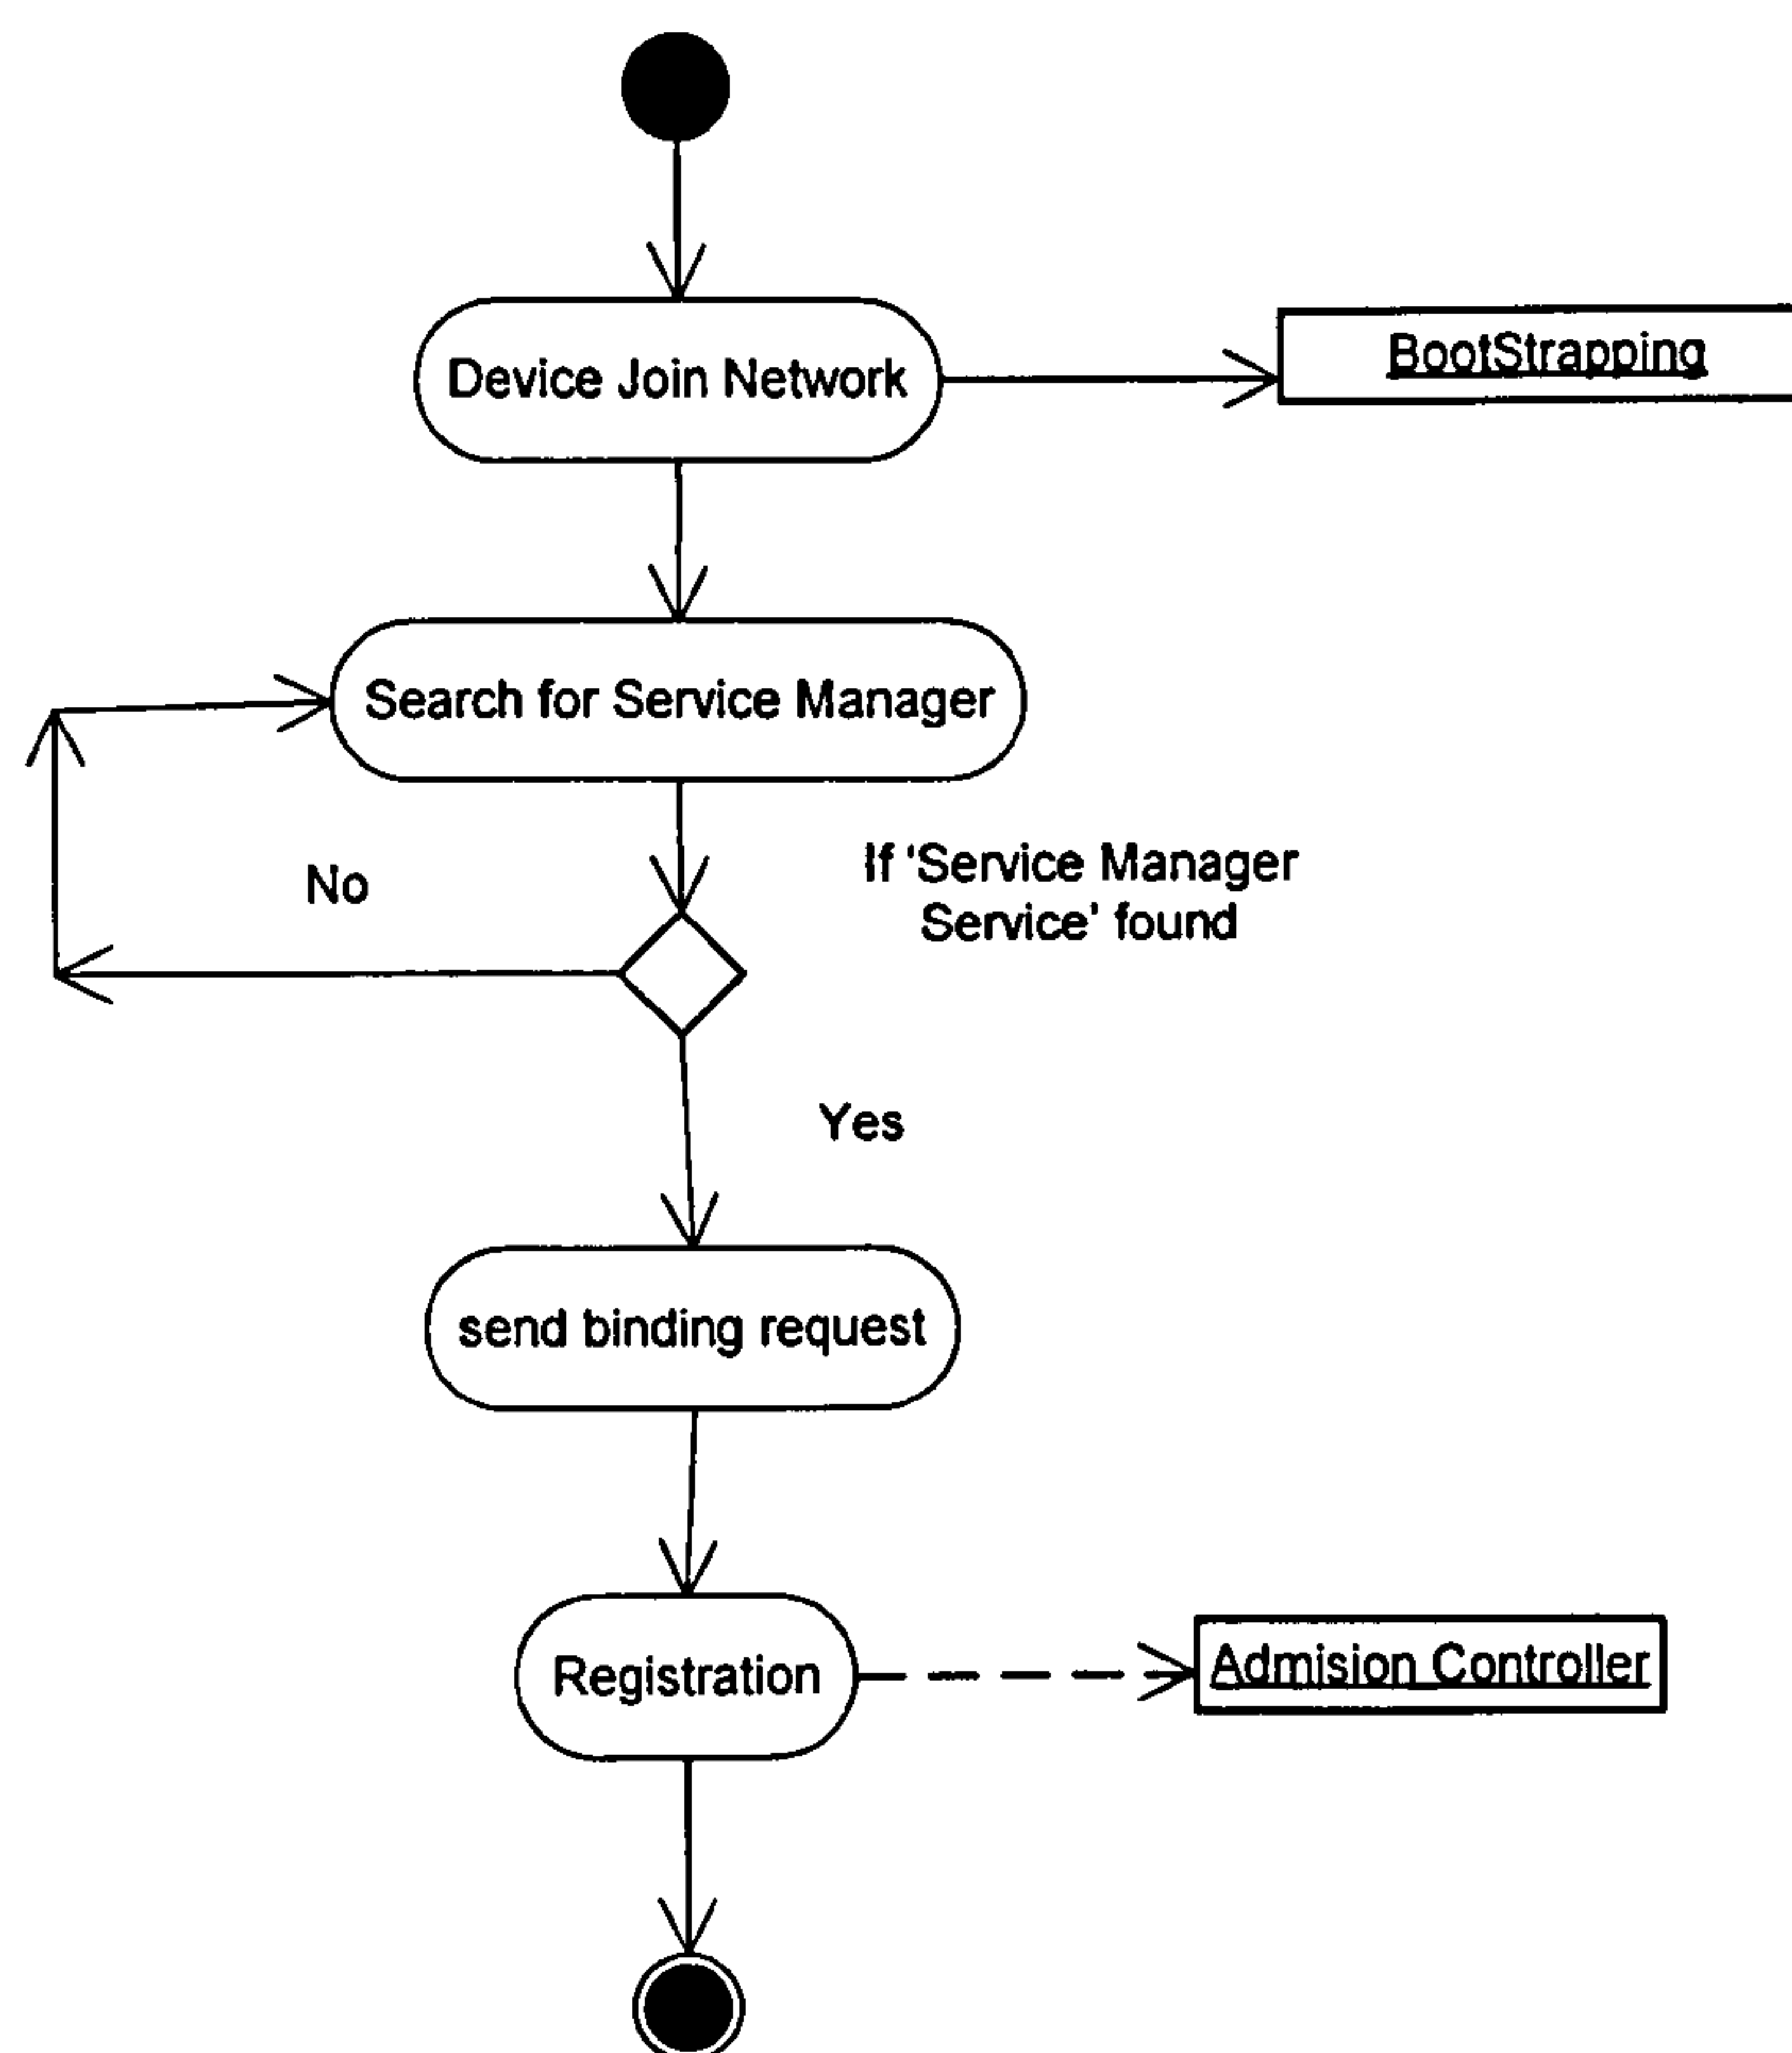 Device Join Network
BootStrapping
Search for Service Manager
No
If 'Service Manager
Service' found
Yes
send binding request
Registration
Admision Controller